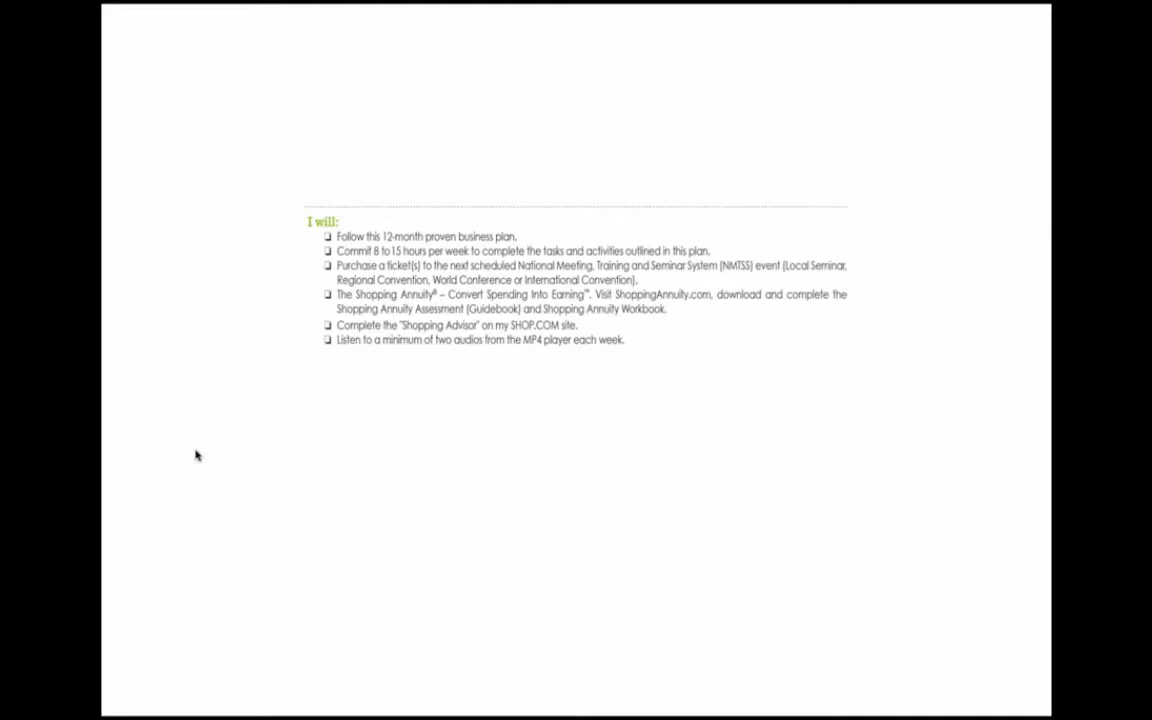 I will:
❏ Follow this 12-month proven business plan.
❏ Commit 8 to 15 hours per week to complete the tasks and activities outlined in this plan.
❏ Purchase a ticket(s) to the next scheduled National Meeting, Training and Seminar System (NMTSS) event (Local Seminar,
Regional Convention, World Conference or International Convention).
❏ The Shopping Annuity® – Convert Spending Into Earning™. Visit ShoppingAnnuity.com, download and complete the
Shopping Annuity Assessment (Guidebook) and Shopping Annuity Workbook.
❏ Complete the "Shopping Advisor" on my SHOP.COM site.
❏ Listen to a minimum of two audios from the MP4 player each week.